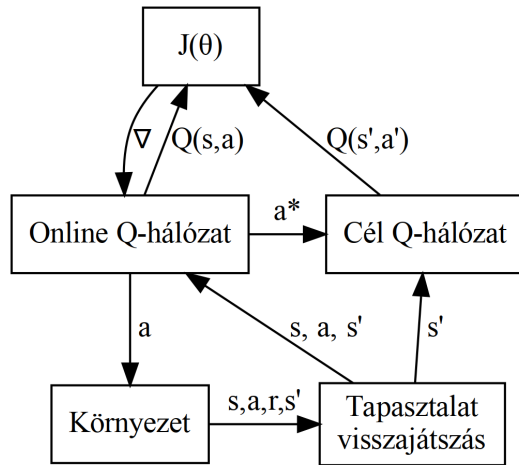 J(θ)
∇
Q(s,a)
Q(s',a')
Online Q-hálózat
a*
Cél Q-hálózat
a
s, a, s'
s'
Környezet
s,a,r,s'
Tapasztalat
visszajátszás